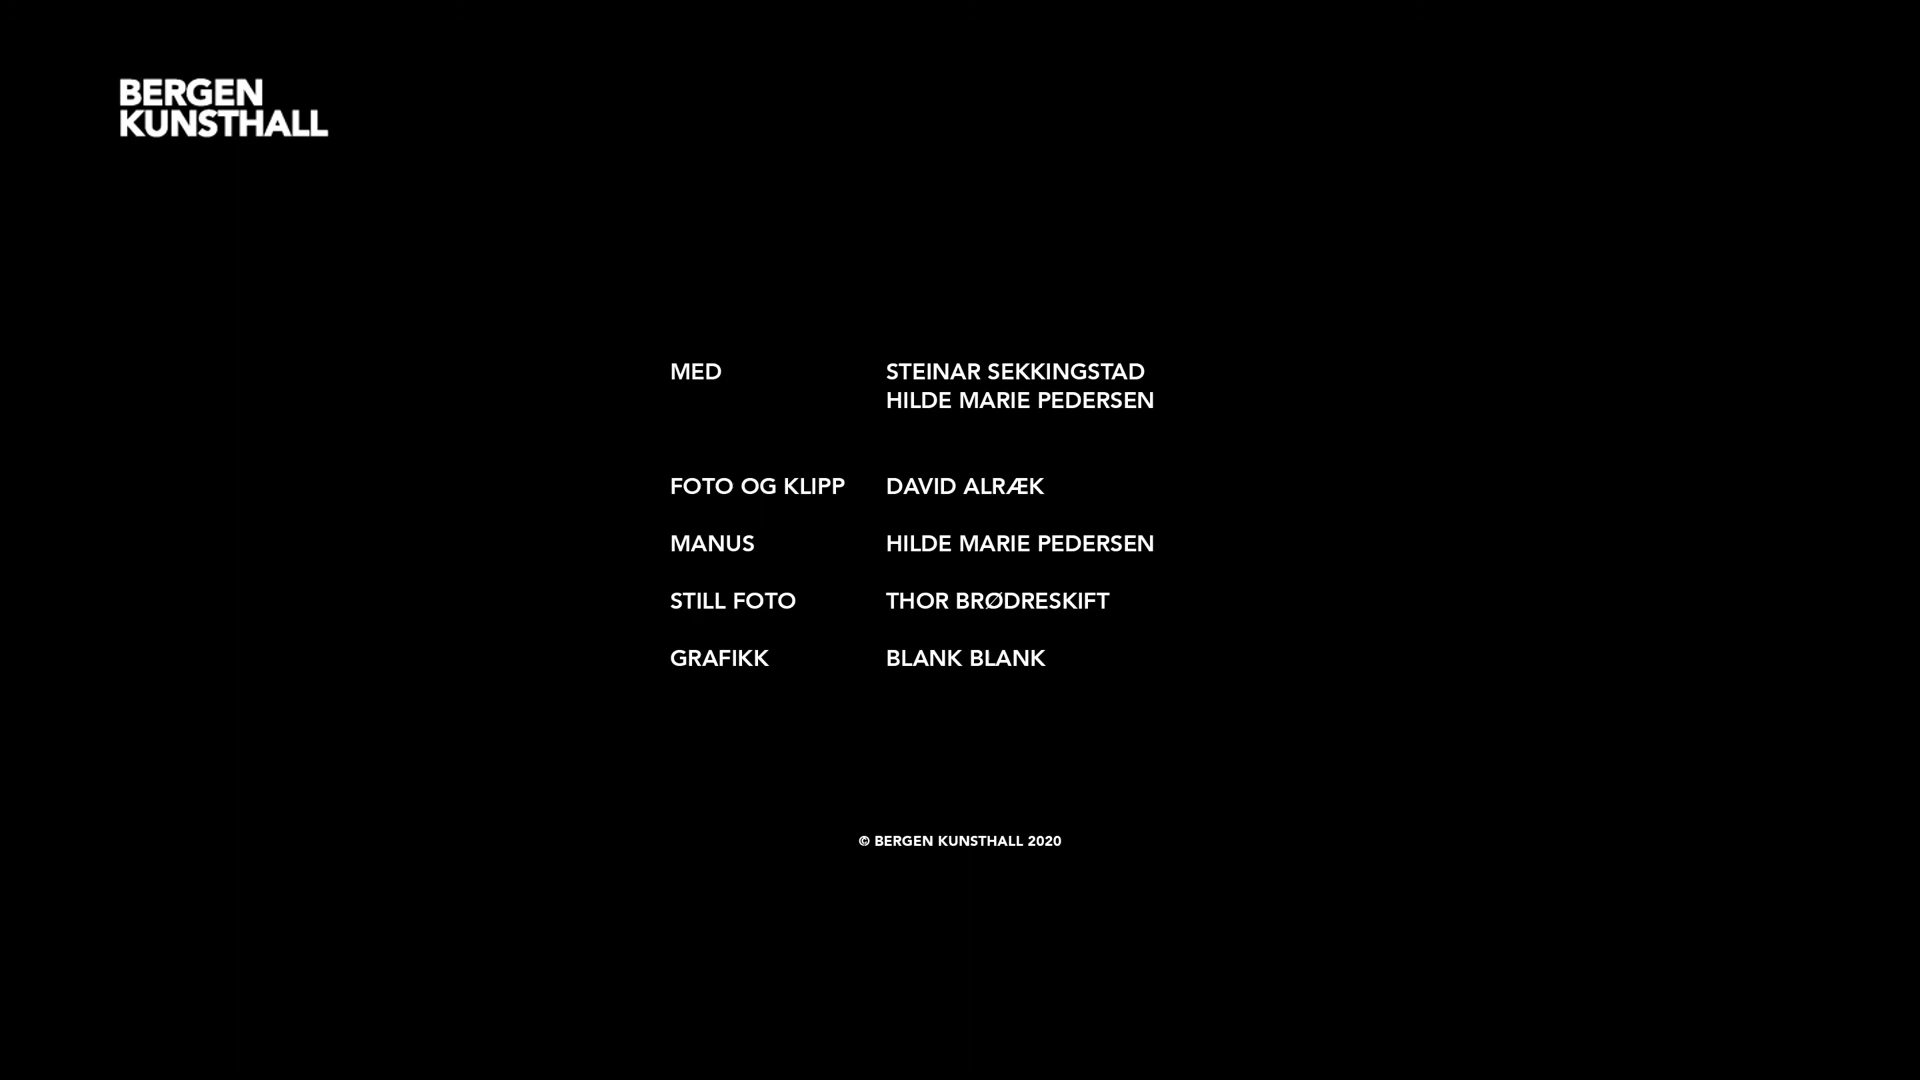 BERGEN
KUNSTHALL
MED STEINAR SEKKINGSTAD
HILDE MARIE PEDERSEN
FOTO OG KLIPP DAVID ALRÆK
MANUS HILDE MARIE PEDERSEN
STILL FOTO THOR BRØDRESKIFT
GRAFIKK BLANK BLANK
© BERGEN KUNSTHALL 2020